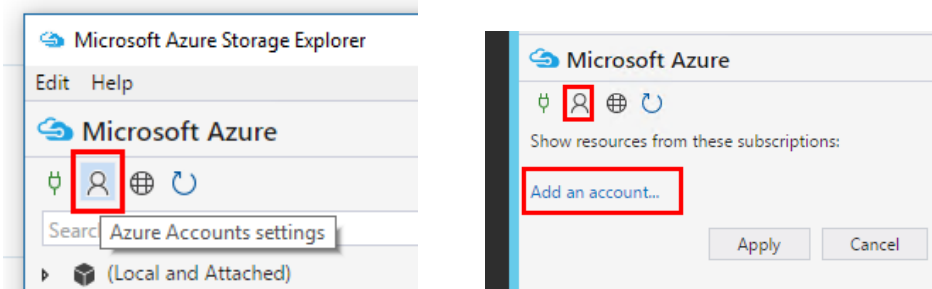 Microsoft Azure Storage Explorer
Edit Help
Microsoft Azure
Searc
Azure Accounts settings
(Local and Attached)
Microsoft Azure
Show resources from these subscriptions:
Add an account...
Apply Cancel